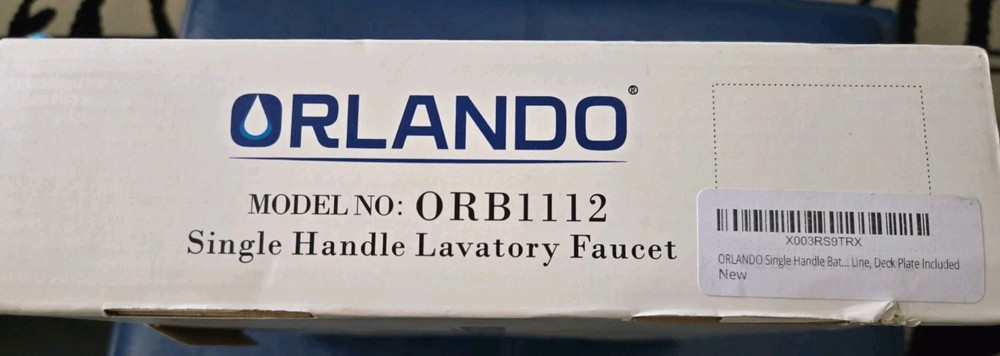 ORLANDO®
MODEL NO: ORB1112
Single Handle Lavatory Faucet
X003RS9TRX
ORLANDO Single Handle Bat... Line, Deck Plate Included
New